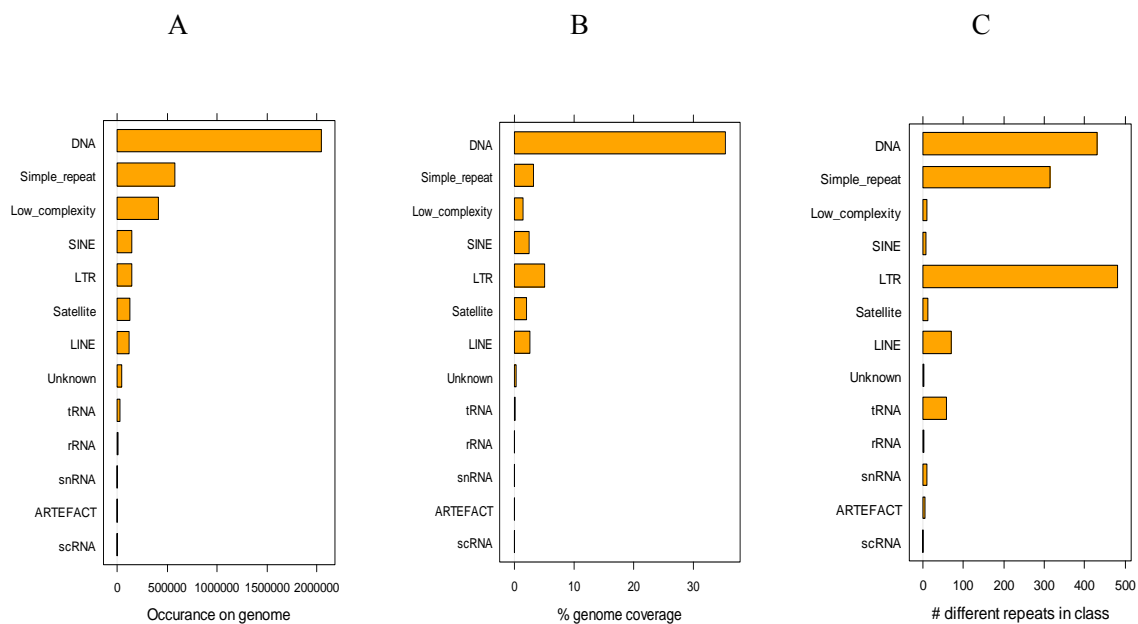 A
B
C
DNA
Simple_repeat
Low_complexity
SINE
LTR
Satellite
LINE
Unknown
tRNA
rRNA
snRNA
ARTEFACT
scRNA
0 500000 1000000 2000000
Occurance on genome
DNA
Simple_repeat
Low_complexity
SINE
LTR
Satellite
LINE
Unknown
tRNA
rRNA
snRNA
ARTEFACT
scRNA
0 10 20 30
% genome coverage
DNA
Simple_repeat
Low_complexity
SINE
LTR
Satellite
LINE
Unknown
tRNA
rRNA
snRNA
ARTEFACT
scRNA
0 100 200 300 400 500
# different repeats in class